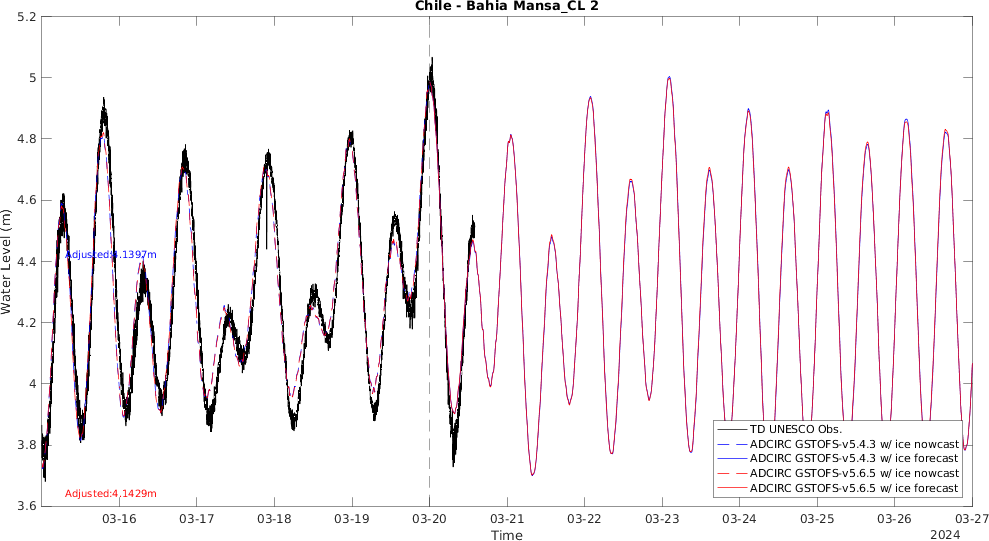 Chile - Bahia Mansa_CL 2
5.2
5
4.8
4.6
4.4
4.2
4
3.8
3.6
Water Level (m)
Adjusted:4.1397m
Adjusted:4.1429m
TD UNESCO Obs.
ADCIRC GSTOFS-v5.4.3 w/ ice nowcast
ADCIRC GSTOFS-v5.4.3 w/ ice forecast
ADCIRC GSTOFS-v5.6.5 w/ ice nowcast
ADCIRC GSTOFS-v5.6.5 w/ ice forecast
03-16 03-17 03-18 03-19 03-20 03-21 03-22 03-23 03-24 03-25 03-26 03-27
Time
2024